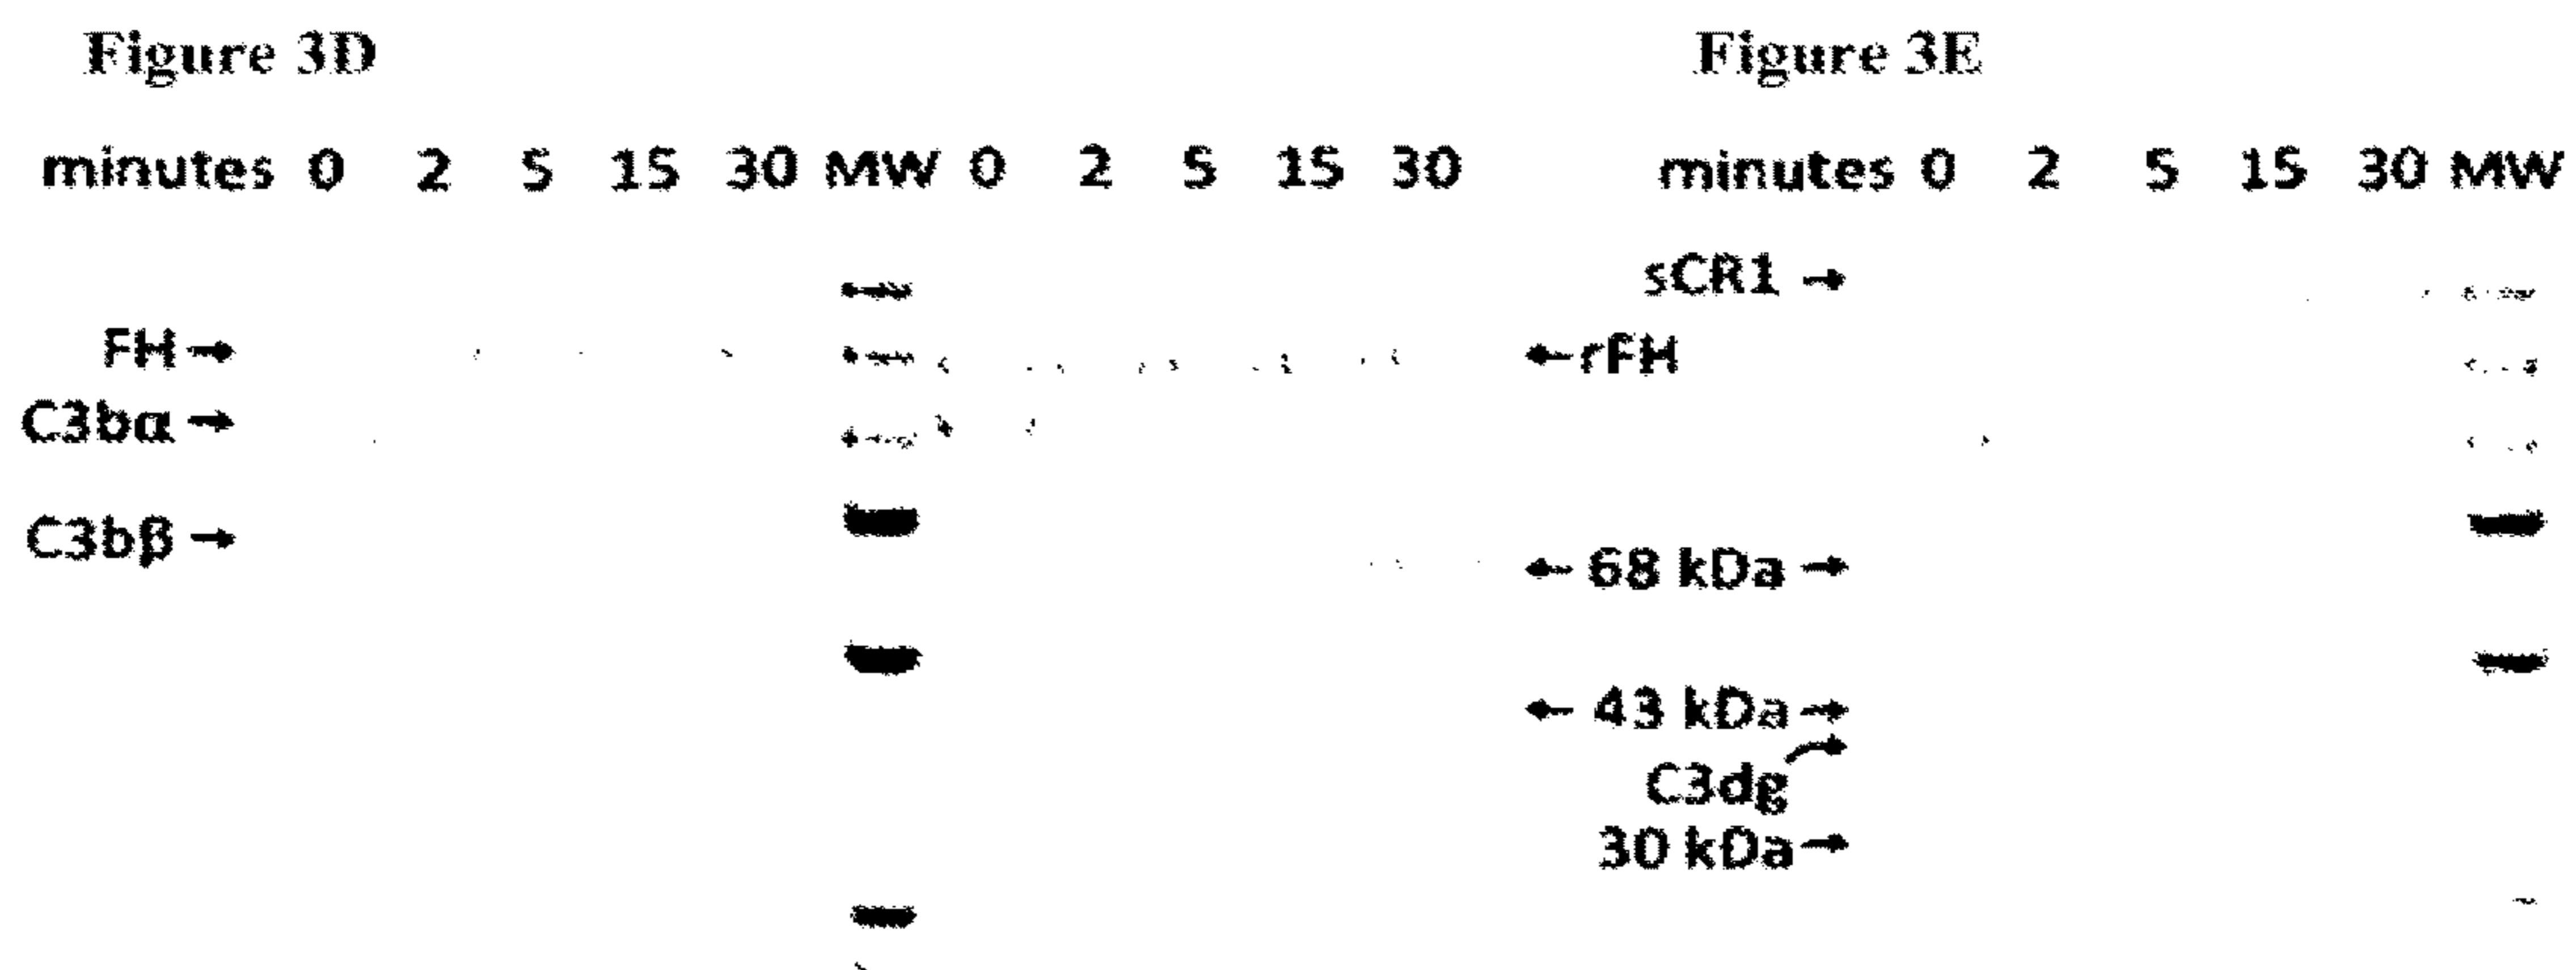 Figure 3D
Figure 3E
minutes 0 2 5 15 30 MW 0 2 5 15 30
minutes 0 2 5 15 30 MW
sCR1 →
FH →
← rFH
C3bα →
C3bβ →
← 68 kDa →
← 43 kDa →
C3dg
30 kDa →